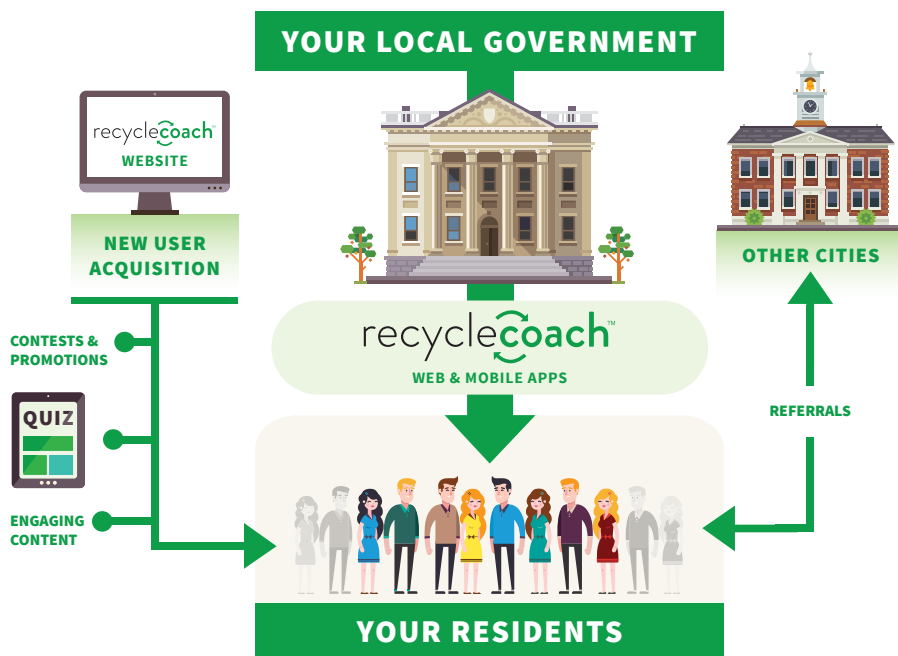 YOUR LOCAL GOVERNMENT
recyclecoach™
WEBSITE
NEW USER
ACQUISITION
OTHER CITIES
CONTESTS &
PROMOTIONS
recyclecoach™
WEB & MOBILE APPS
QUIZ
REFERRALS
ENGAGING
CONTENT
YOUR RESIDENTS